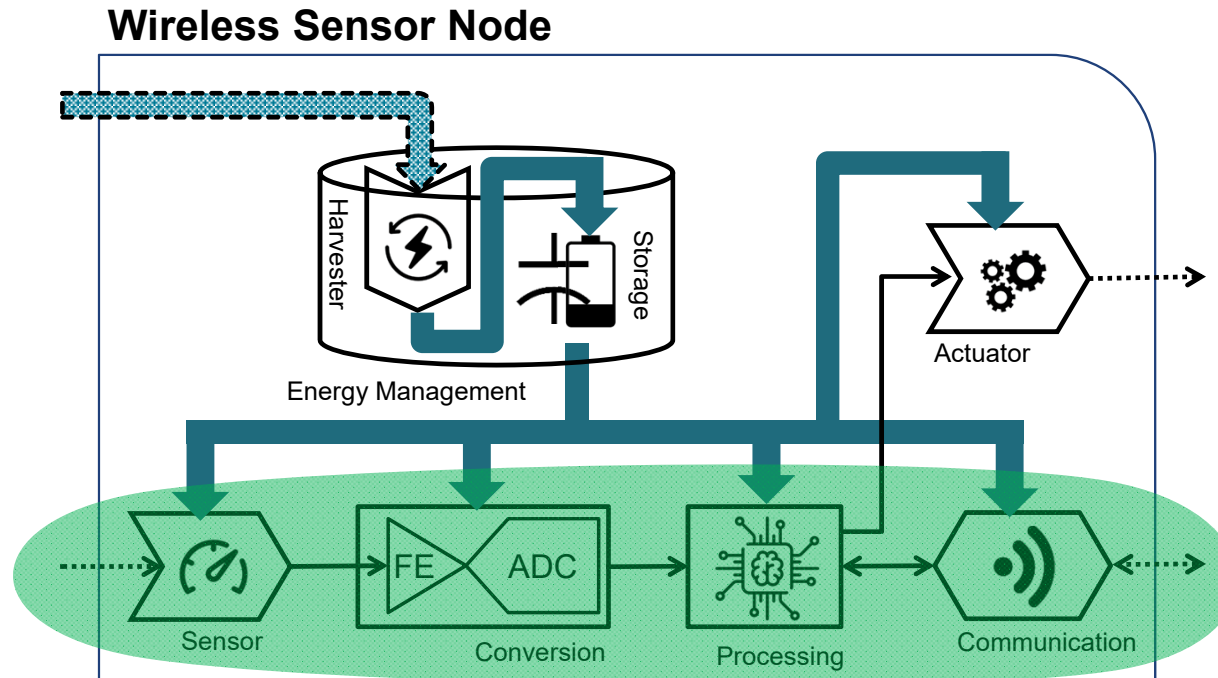 Wireless Sensor Node
Harvester
Storage
Energy Management
Actuator
FE
ADC
Sensor
Conversion
Processing
Communication